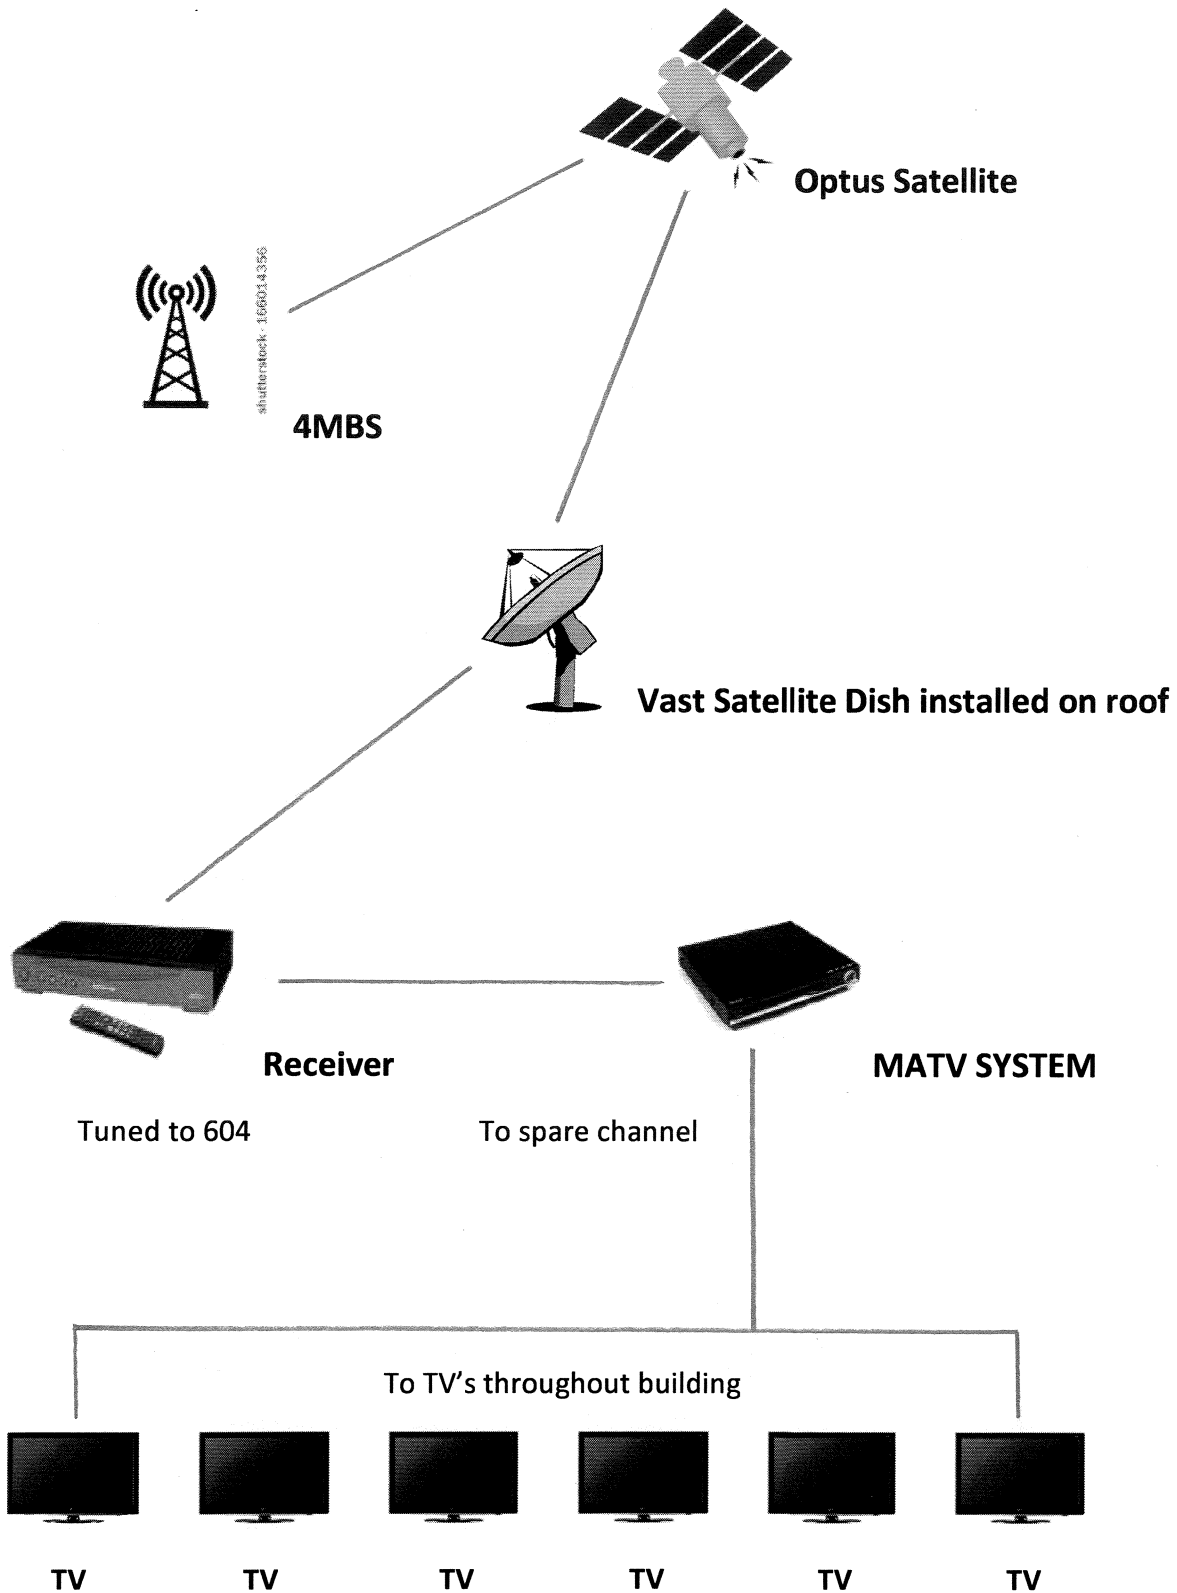 Optus Satellite
shutterstock · 166014356
4MBS
Vast Satellite Dish installed on roof
Receiver
MATV SYSTEM
Tuned to 604
To spare channel
To TV's throughout building
TV TV TV TV TV TV